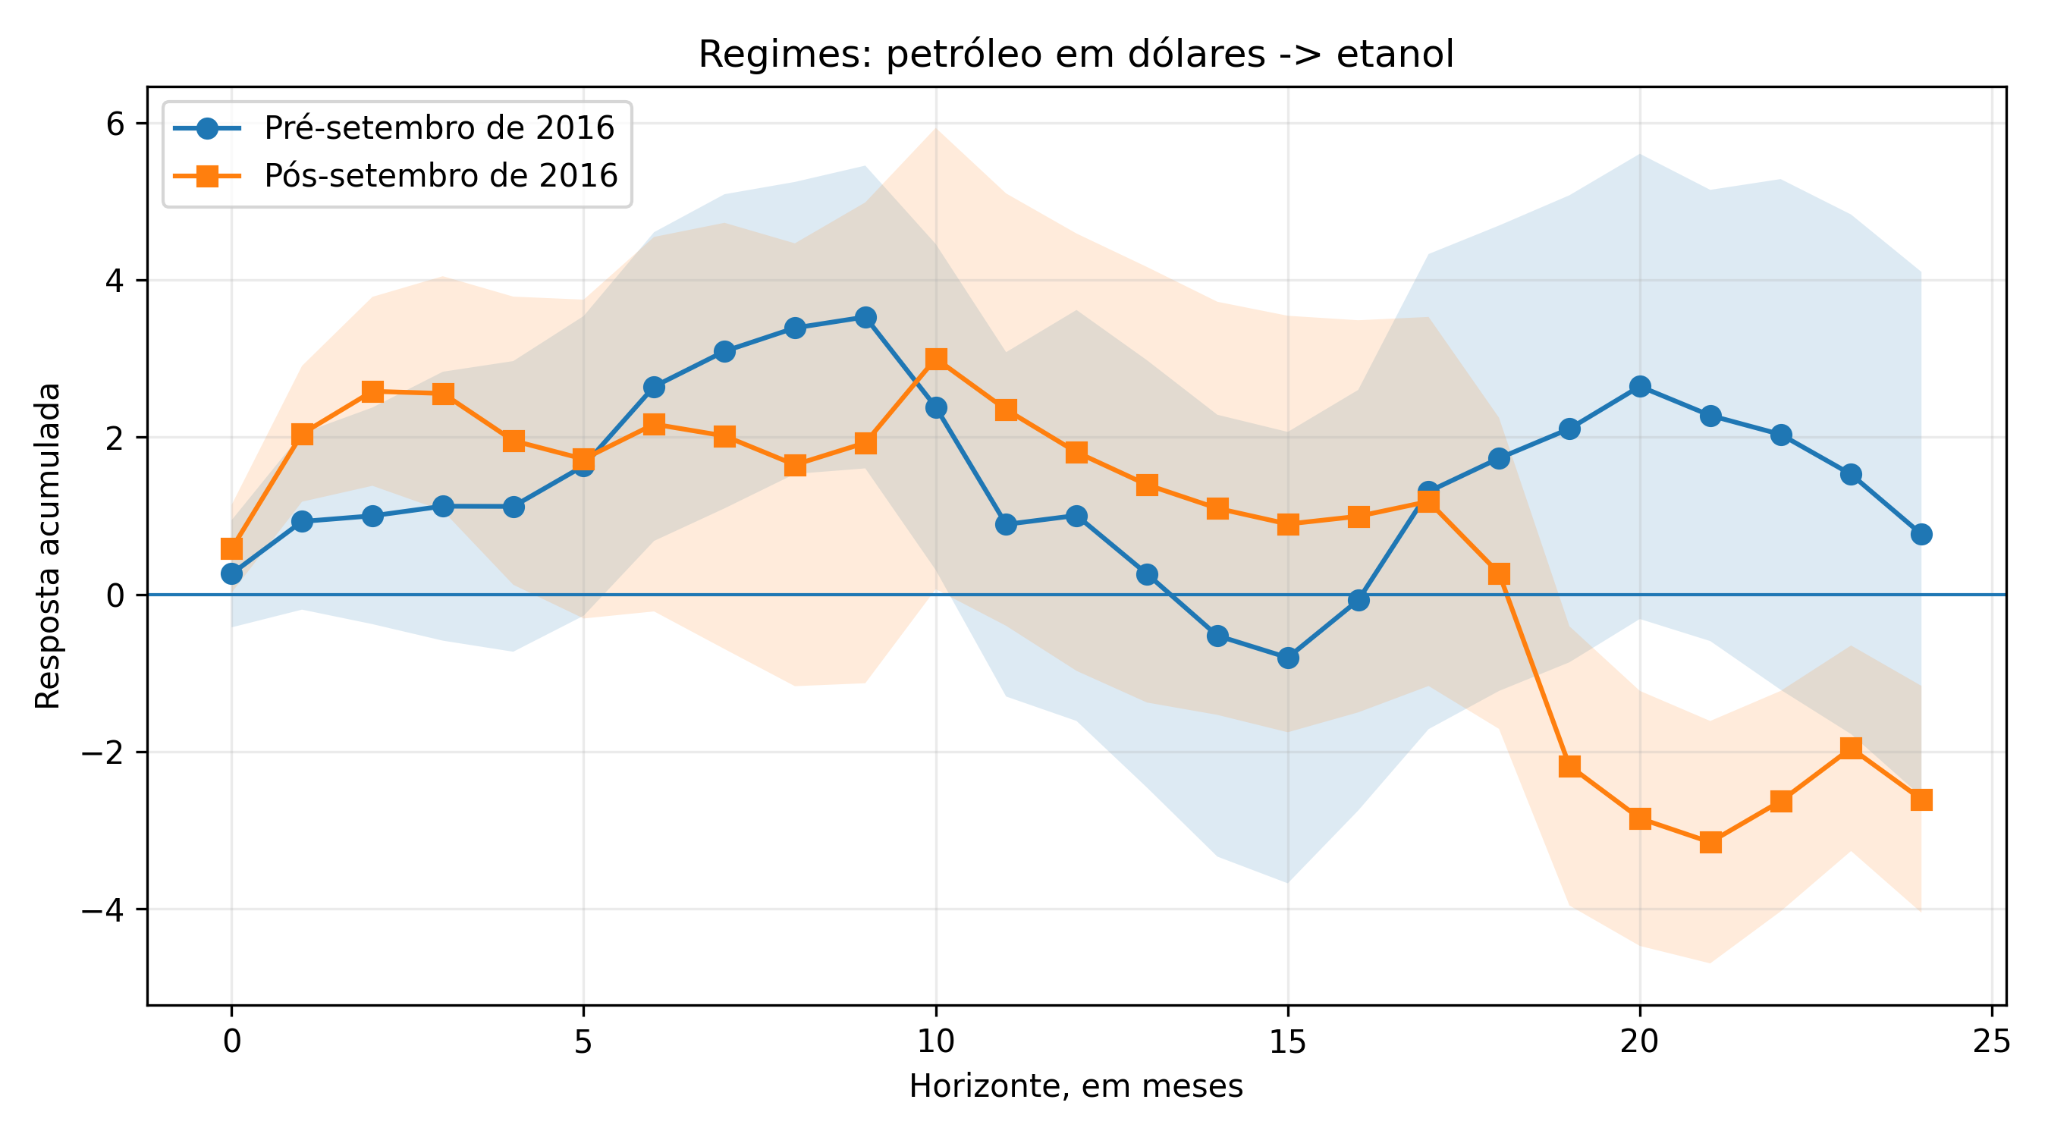 Regimes: petróleo em dólares -> etanol
Pré-setembro de 2016
Pós-setembro de 2016
Resposta acumulada
6
4
2
0
−2
−4
0 5 10 15 20 25
Horizonte, em meses